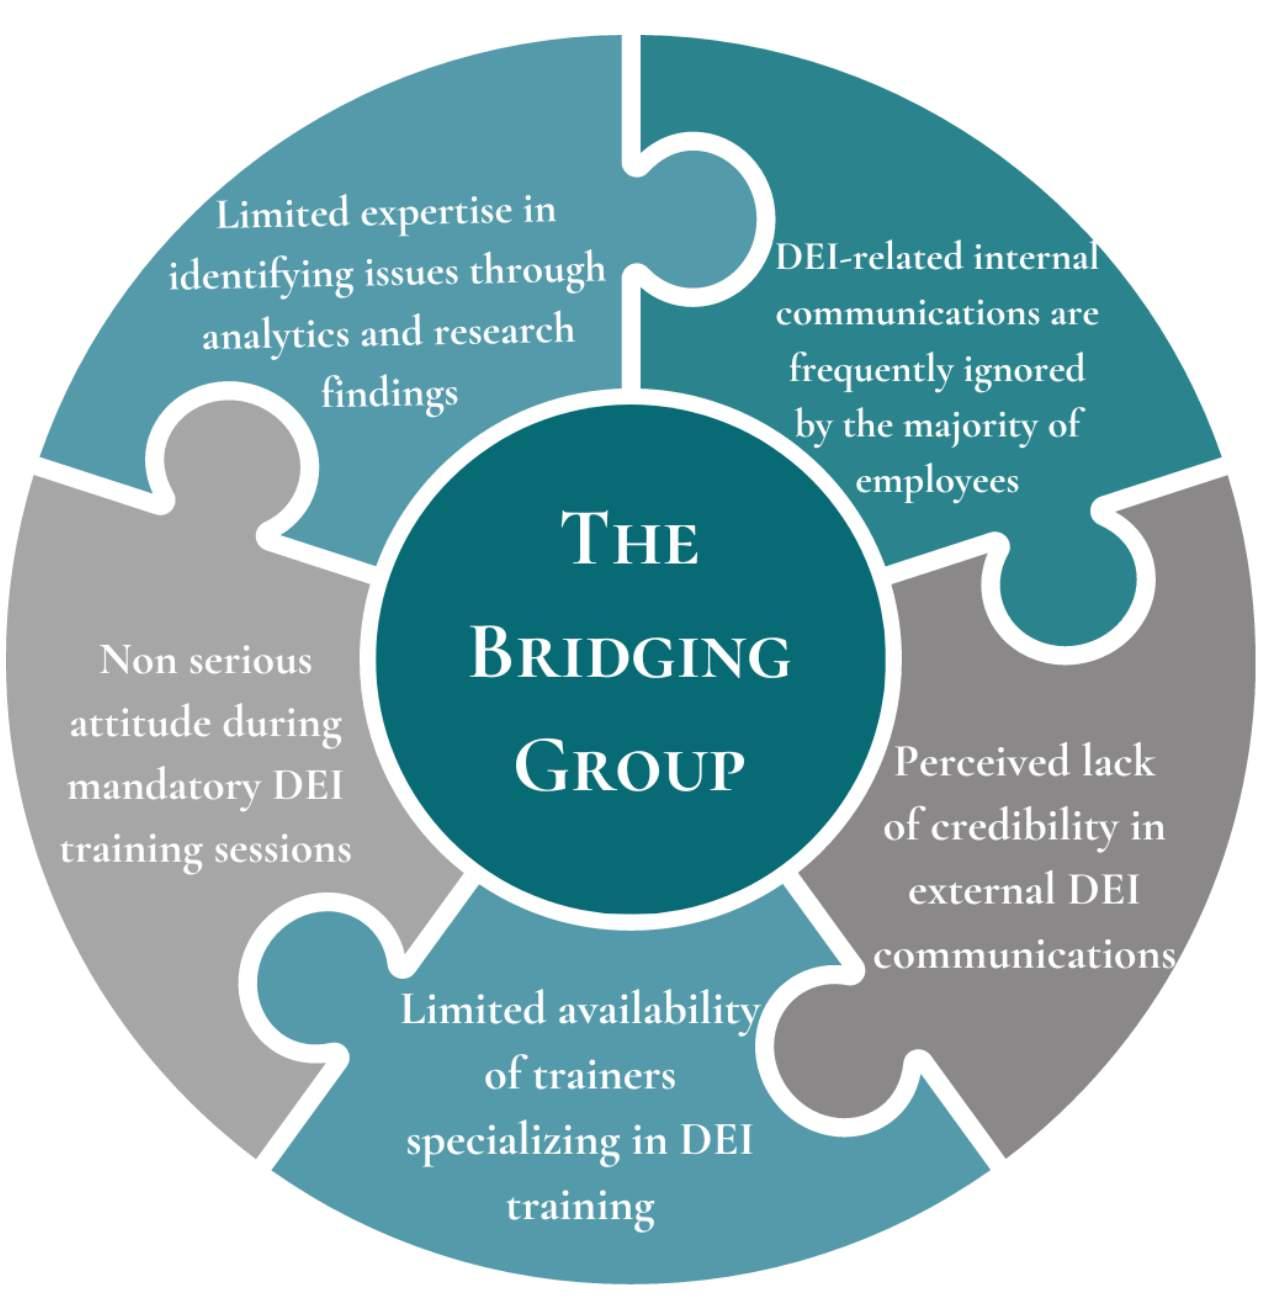 Limited expertise in
identifying issues through
analytics and research
findings
DEI-related internal
communications are
frequently ignored
by the majority of
employees
The
Bridging
Group
Non serious
attitude during
mandatory DEI
training sessions
Perceived lack
of credibility in
external DEI
communications
Limited availability
of trainers
specializing in DEI
training